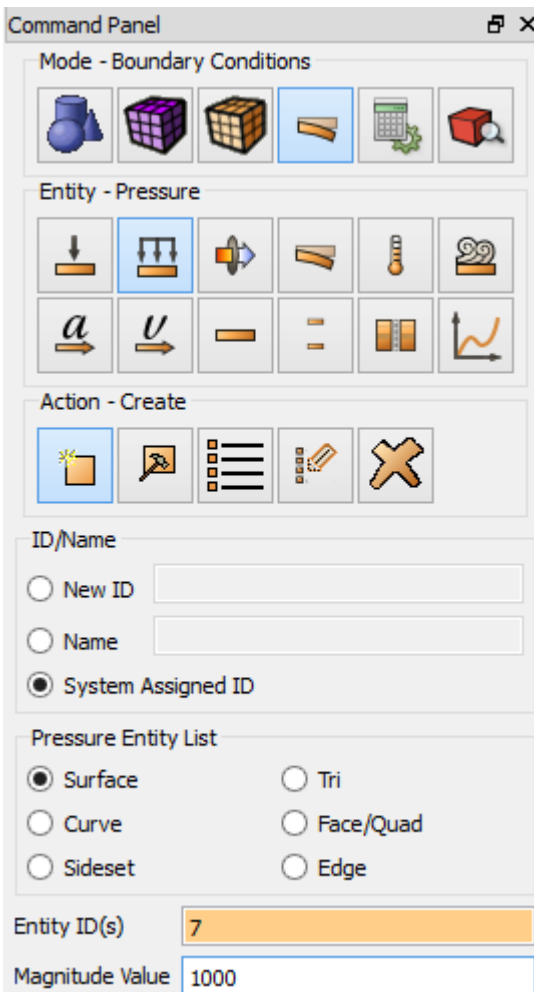 Command Panel
Mode - Boundary Conditions
Entity - Pressure
a
υ
Action - Create
ID/Name
New ID
Name
System Assigned ID
Pressure Entity List
Surface
Tri
Curve
Face/Quad
Sideset
Edge
Entity ID(s) 7
Magnitude Value 1000